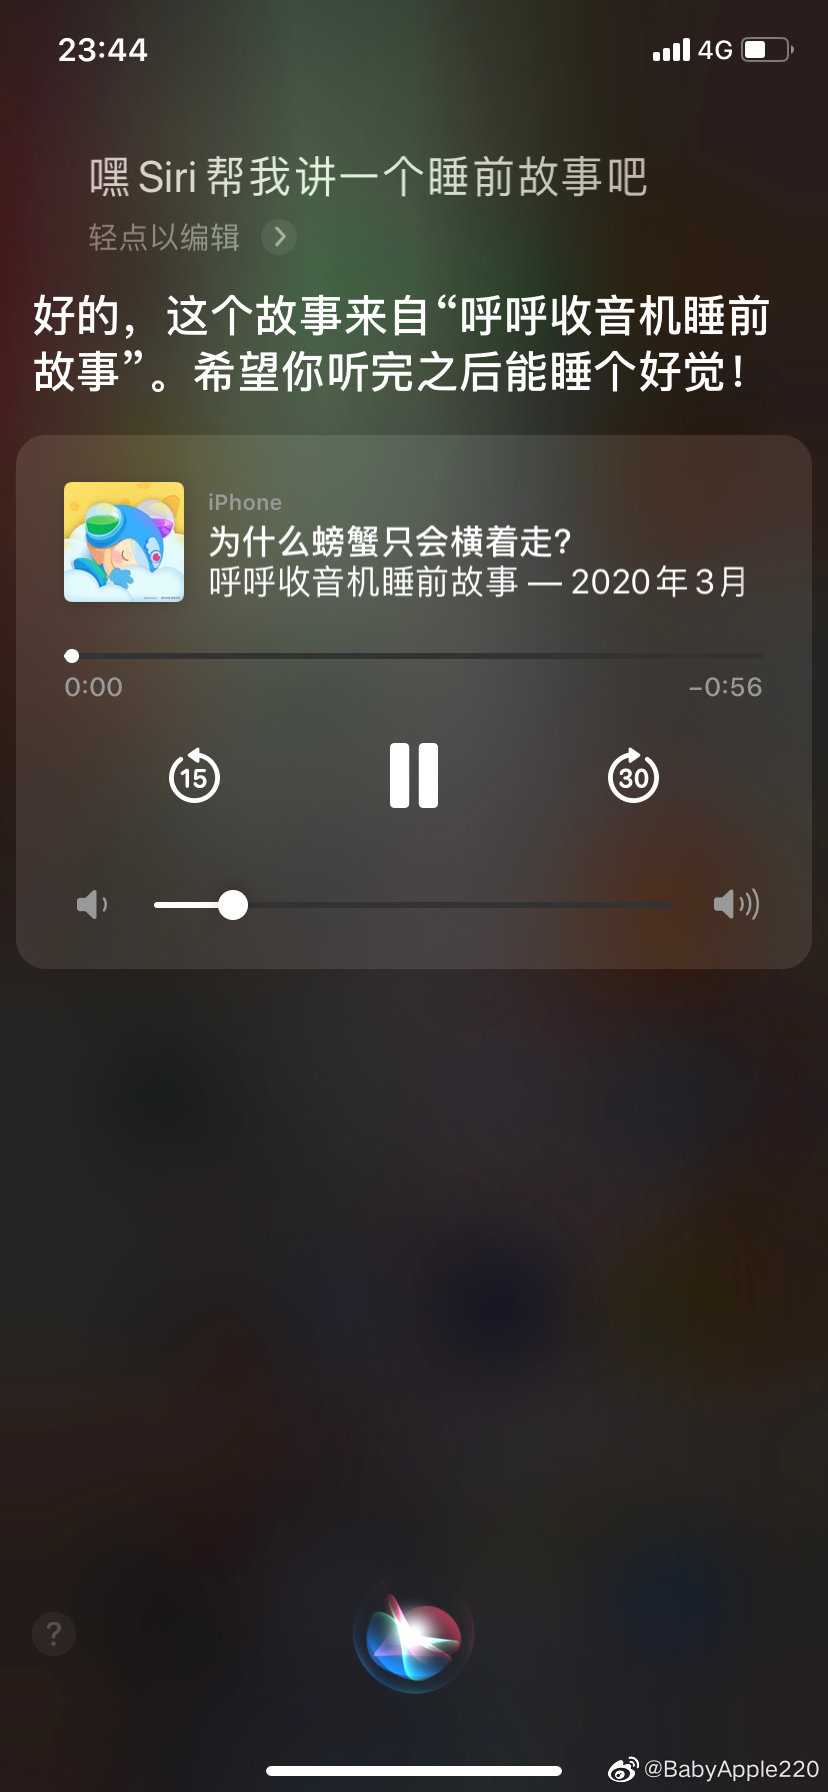 23:44
4G
嘿 Siri 帮我讲一个睡前故事吧
轻点以编辑
好的，这个故事来自“呼呼收音机睡前
故事”。希望你听完之后能睡个好觉！
iPhone
为什么螃蟹只会横着走?
呼呼收音机睡前故事 — 2020年3月
0:00
−0:56
15
30
?
@BabyApple220